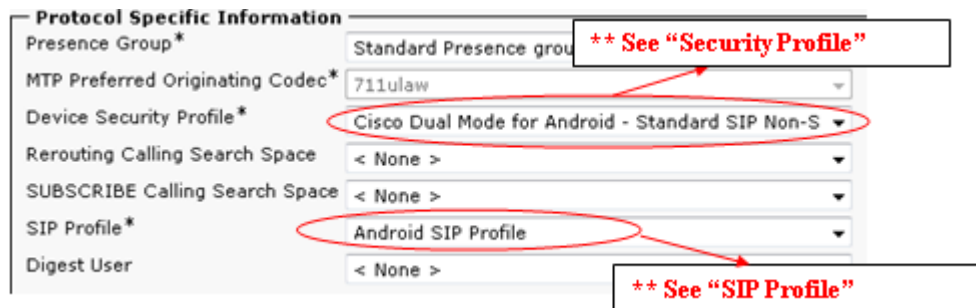 Protocol Specific Information
Presence Group* Standard Presence grou
** See “Security Profile”
MTP Preferred Originating Codec* 711ulaw
Device Security Profile* Cisco Dual Mode for Android - Standard SIP Non-S
Rerouting Calling Search Space < None >
SUBSCRIBE Calling Search Space < None >
SIP Profile* Android SIP Profile
Digest User < None >
** See “SIP Profile”